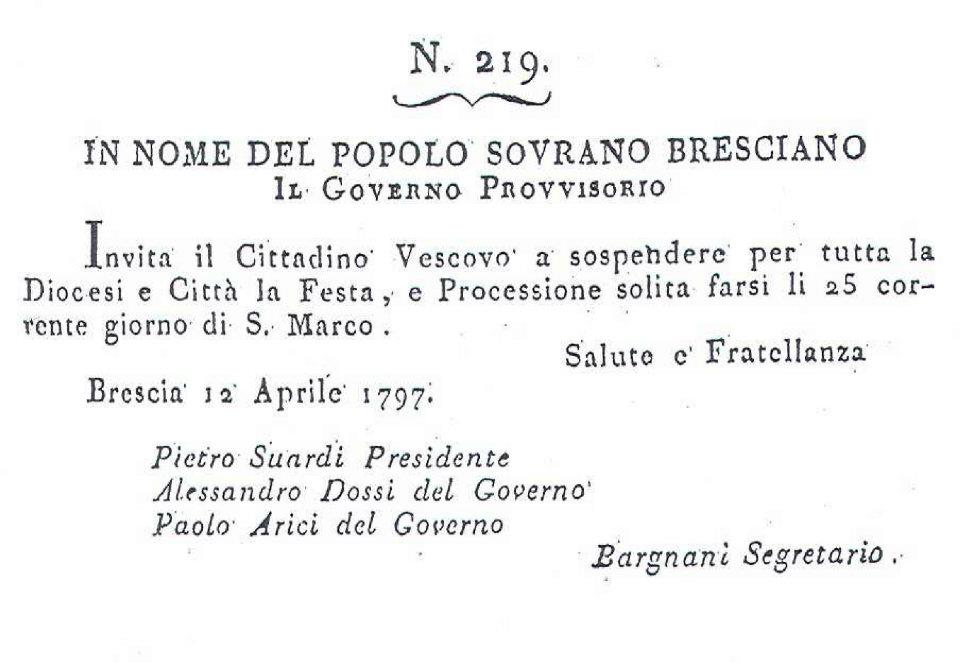 N. 219.
IN NOME DEL POPOLO SOVRANO BRESCIANO
IL GOVERNO PROVVISORIO
Invita il Cittadino Vescovo a sospendere per tutta la
Diocesi e Città la Festa, e Processione solita farsi li 25 cor-
rente giorno di S. Marco.
Salute e Fratellanza
Brescia 12 Aprile 1797.
Pietro Suardi Presidente
Alessandro Dossi del Governo
Paolo Arici del Governo
Bargnani Segretario.